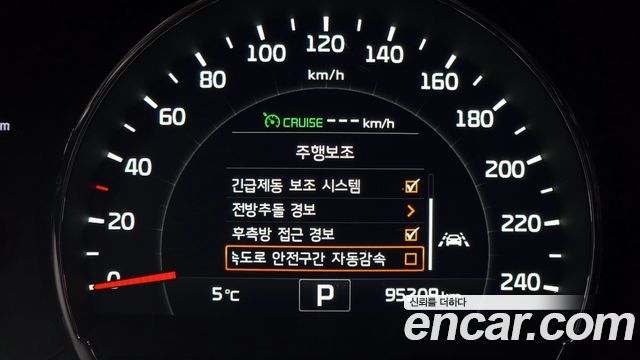 120
100
140
80
km/h
160
60
CRUISE --- km/h
180
m
주행보조
40
긴급제동 보조 시스템
200
전방추돌 경보
20
후측방 접근 경보
220
속도로 안전구간 자동감속
0
5℃
P
240
신뢰를 더하다
encar.com